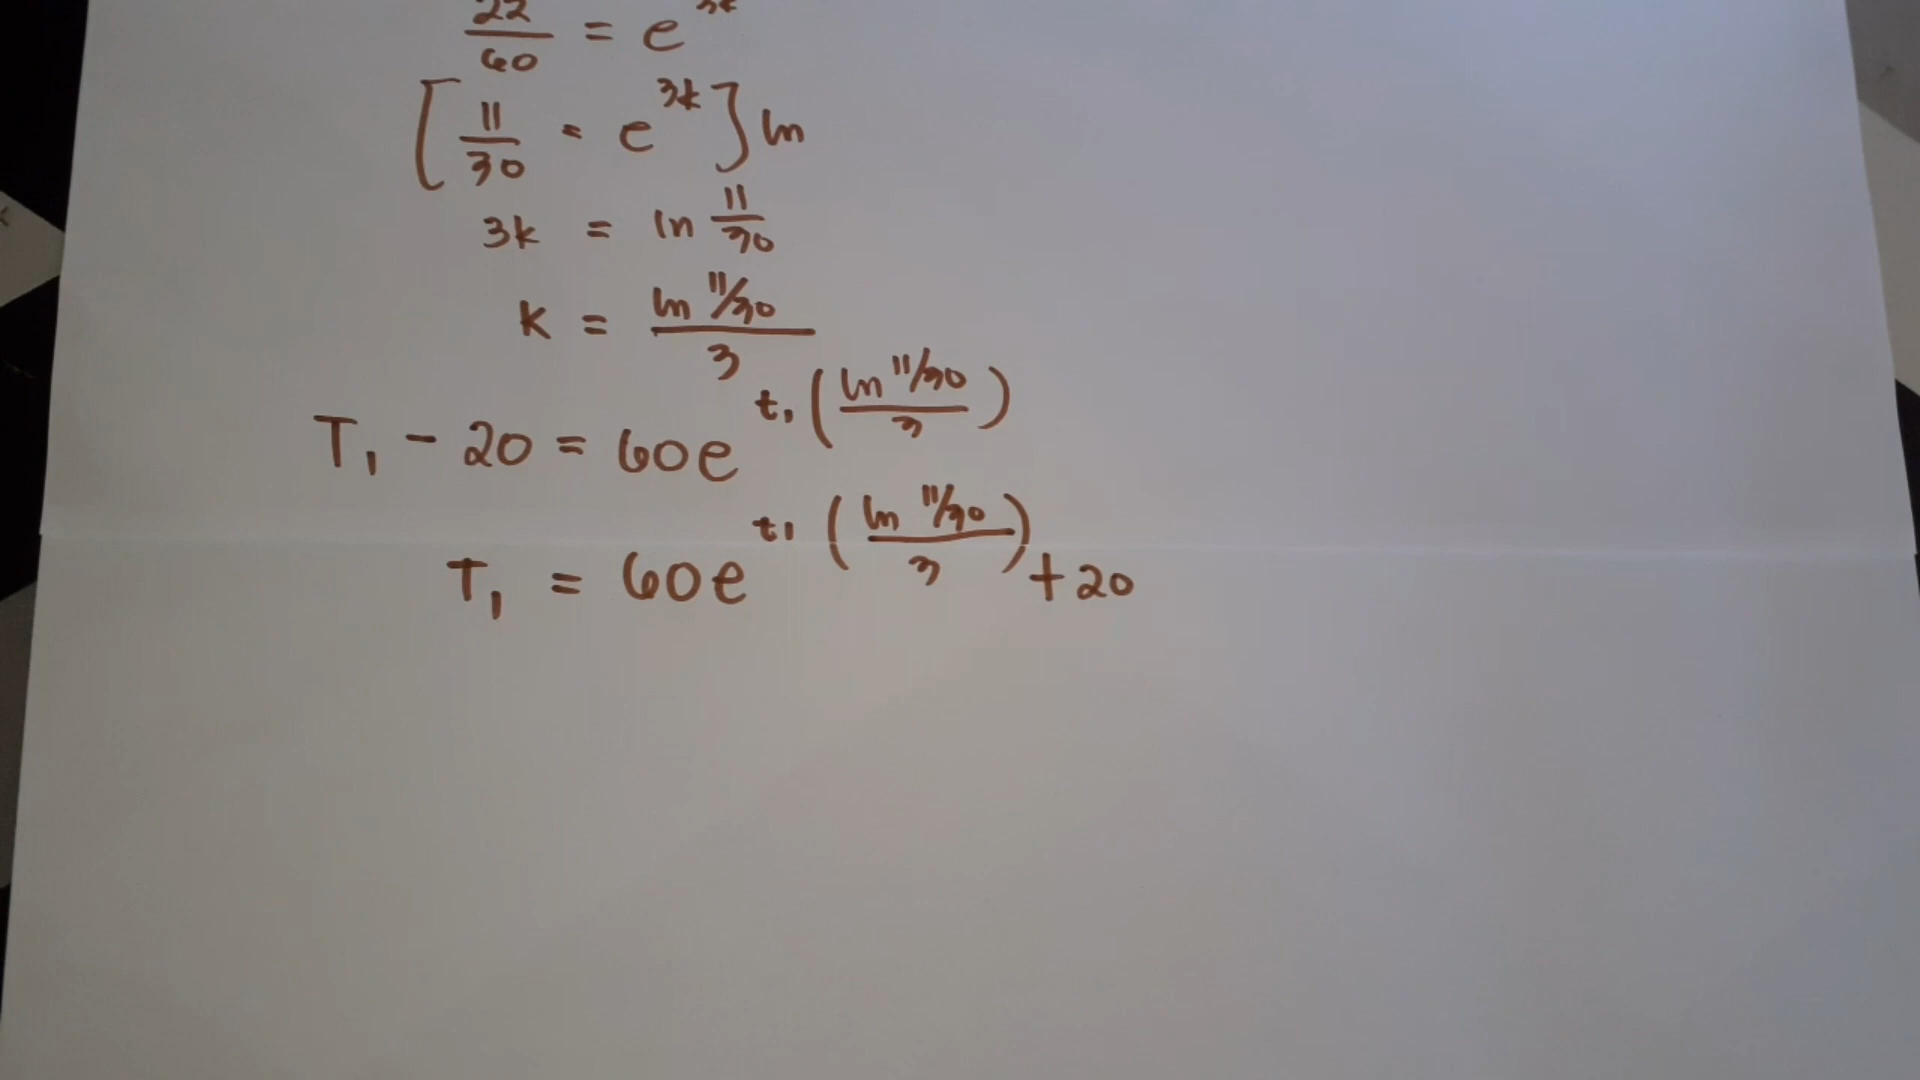 22/60 = e^3k
[11/30 = e^3k] ln
3k = ln 11/30
k = ln 11/30 / 3
T₁ - 20 = 60e^t₁(ln 11/30 / 3)
T₁ = 60e^t₁(ln 11/30 / 3) + 20